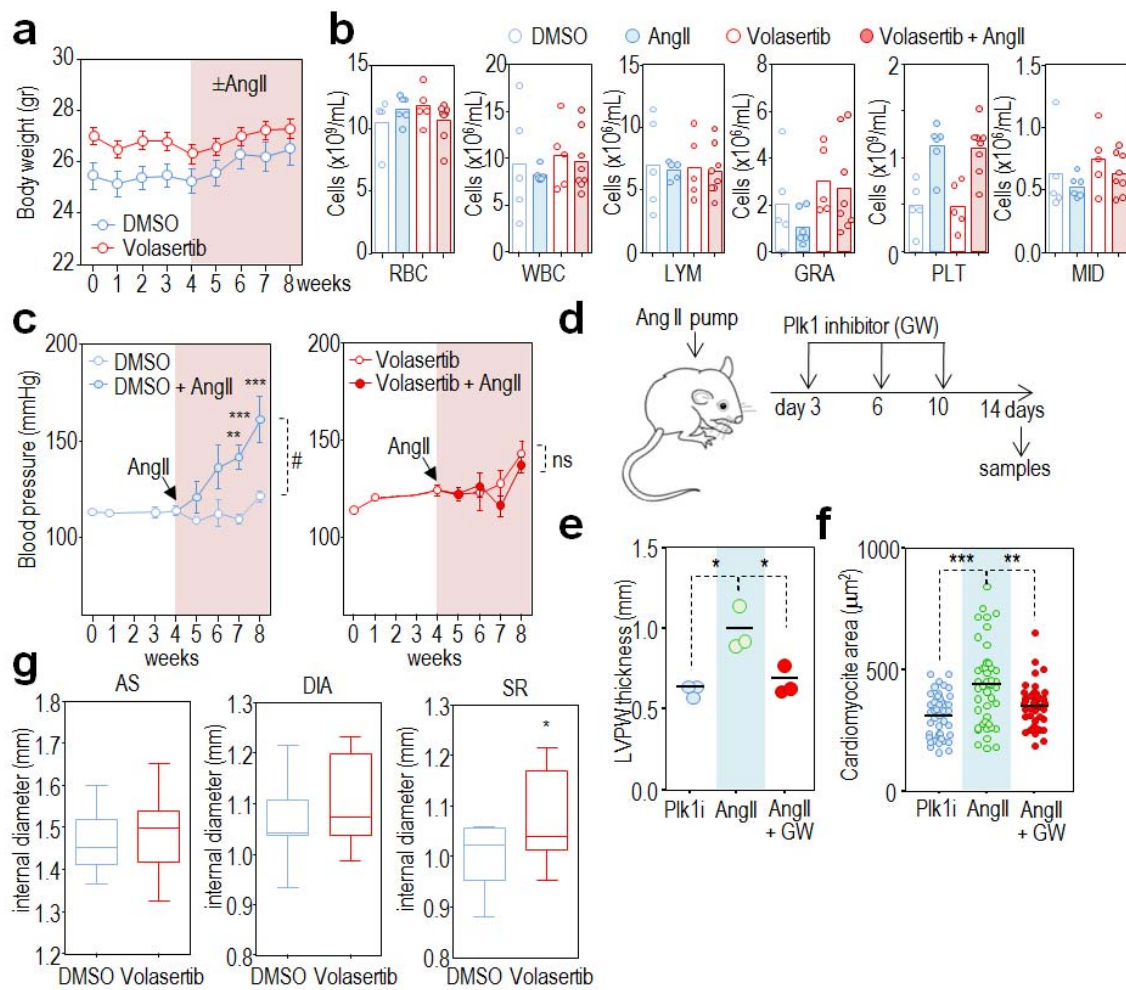 a
Body weight (gr)
30
28
26
24
22
±AngII
DMSO
Volasertib
0 1 2 3 4 5 6 7 8 weeks
b
DMSO AngII Volasertib Volasertib + AngII
Cells (x10⁹/mL)
15
10
5
0
RBC
Cells (x10⁶/mL)
20
15
10
5
0
WBC
Cells (x10⁶/mL)
15
10
5
0
LYM
Cells (x10⁶/mL)
8
6
4
2
0
GRA
Cells (x10⁹/mL)
2
1
0
PLT
Cells (x10⁶/mL)
1.5
1.0
0.5
0.0
MID
c
Blood pressure (mmHg)
200
150
100
DMSO
DMSO + AngII
***
***
**
#
AngII
0 1 2 3 4 5 6 7 8
weeks
200
150
100
Volasertib
Volasertib + AngII
AngII
ns
0 1 2 3 4 5 6 7 8
weeks
d
Ang II pump
Plk1 inhibitor (GW)
day 3 6 10 14 days
samples
e
LVPW thickness (mm)
1.5
1.0
0.5
0.0
* *
Plk1i AngII AngII
+ GW
f
Cardiomyocite area (μm²)
1000
500
0
*** **
Plk1i AngII AngII
+ GW
g
AS
internal diameter (mm)
1.8
1.7
1.6
1.5
1.4
1.3
1.2
DMSO Volasertib
DIA
internal diameter (mm)
1.3
1.2
1.1
1.0
0.9
0.8
DMSO Volasertib
SR
internal diameter (mm)
1.3
1.2
1.1
1.0
0.9
0.8
*
DMSO Volasertib